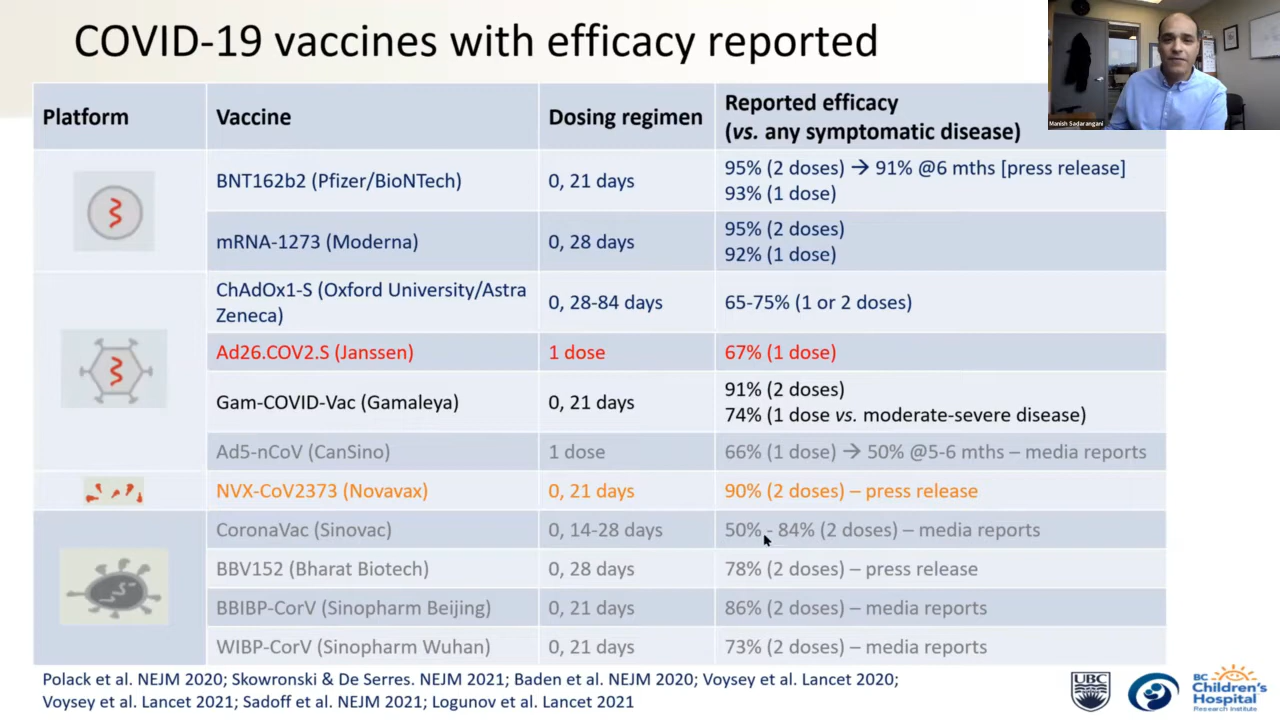 COVID-19 vaccines with efficacy reported
Manish Sadarangani
Platform
Vaccine
Dosing regimen
Reported efficacy
(vs. any symptomatic disease)
BNT162b2 (Pfizer/BioNTech)
0, 21 days
95% (2 doses) → 91% @6 mths [press release]
93% (1 dose)
mRNA-1273 (Moderna)
0, 28 days
95% (2 doses)
92% (1 dose)
ChAdOx1-S (Oxford University/Astra
Zeneca)
0, 28-84 days
65-75% (1 or 2 doses)
Ad26.COV2.S (Janssen)
1 dose
67% (1 dose)
Gam-COVID-Vac (Gamaleya)
0, 21 days
91% (2 doses)
74% (1 dose vs. moderate-severe disease)
Ad5-nCoV (CanSino)
1 dose
66% (1 dose) → 50% @5-6 mths – media reports
NVX-CoV2373 (Novavax)
0, 21 days
90% (2 doses) – press release
CoronaVac (Sinovac)
0, 14-28 days
50% - 84% (2 doses) – media reports
BBV152 (Bharat Biotech)
0, 28 days
78% (2 doses) – press release
BBIBP-CorV (Sinopharm Beijing)
0, 21 days
86% (2 doses) – media reports
WIBP-CorV (Sinopharm Wuhan)
0, 21 days
73% (2 doses) – media reports
Polack et al. NEJM 2020; Skowronski & De Serres. NEJM 2021; Baden et al. NEJM 2020; Voysey et al. Lancet 2020;
Voysey et al. Lancet 2021; Sadoff et al. NEJM 2021; Logunov et al. Lancet 2021
UBC
BC
Children's
Hospital
Research Institute